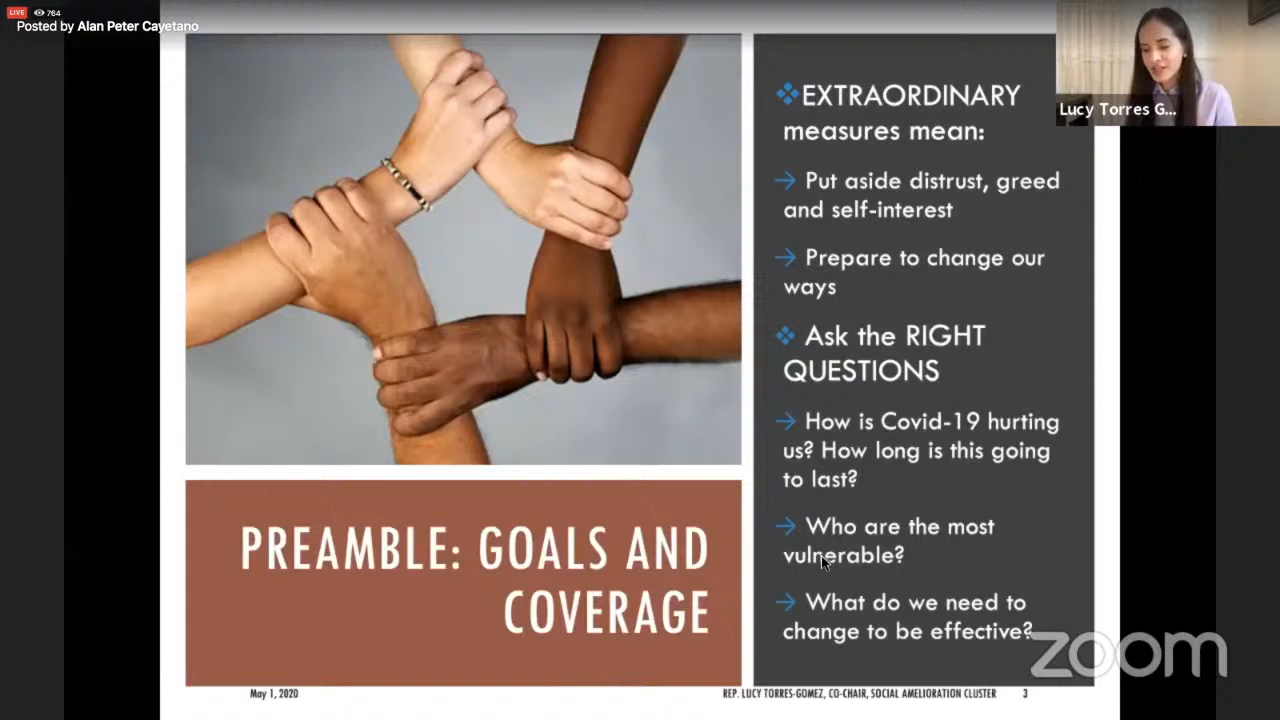 LIVE 764
Posted by Alan Peter Cayetano
Lucy Torres G...
EXTRAORDINARY
measures mean:
→ Put aside distrust, greed
and self-interest
→ Prepare to change our
ways
Ask the RIGHT
QUESTIONS
→ How is Covid-19 hurting
us? How long is this going
to last?
→ Who are the most
vulnerable?
→ What do we need to
change to be effective?
PREAMBLE: GOALS AND
COVERAGE
zoom
May 1, 2020
REP. LUCY TORRES-GOMEZ, CO-CHAIR, SOCIAL AMELIORATION CLUSTER 3